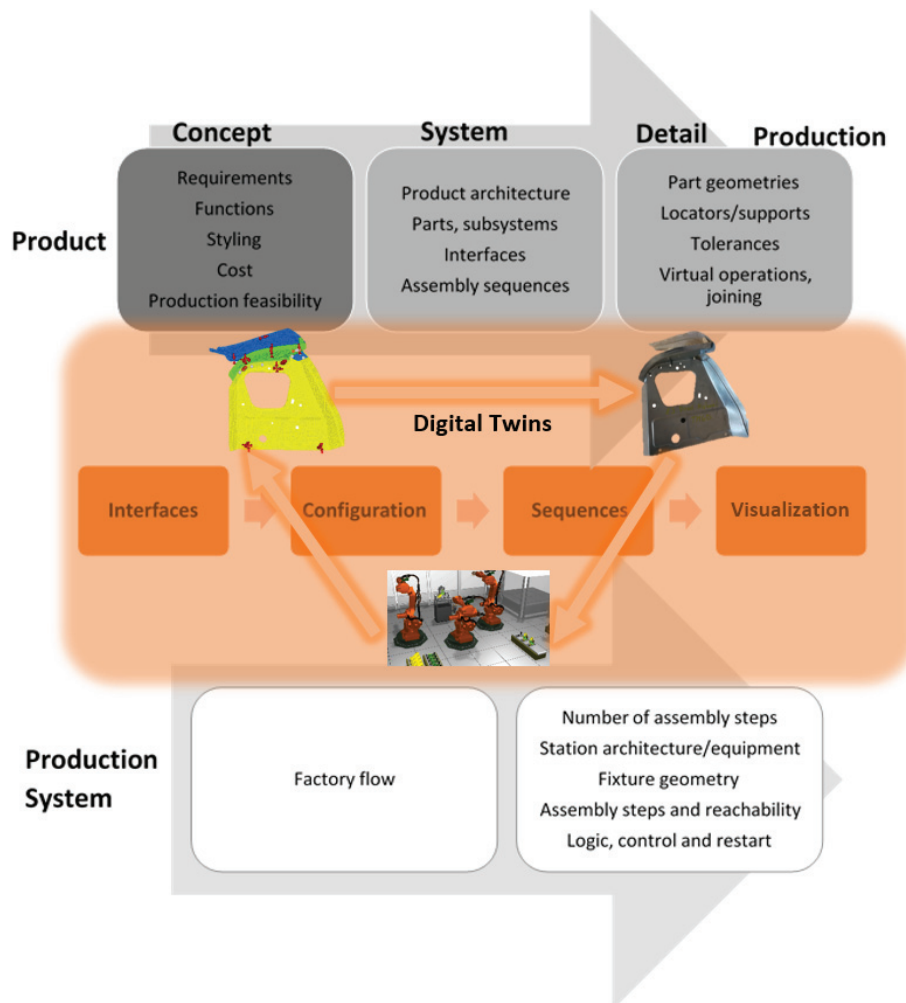 Concept
System
Detail
Production
Product
Requirements
Functions
Styling
Cost
Production feasibility
Product architecture
Parts, subsystems
Interfaces
Assembly sequences
Part geometries
Locators/supports
Tolerances
Virtual operations,
joining
Digital Twins
Interfaces
Configuration
Sequences
Visualization
Production
System
Factory flow
Number of assembly steps
Station architecture/equipment
Fixture geometry
Assembly steps and reachability
Logic, control and restart